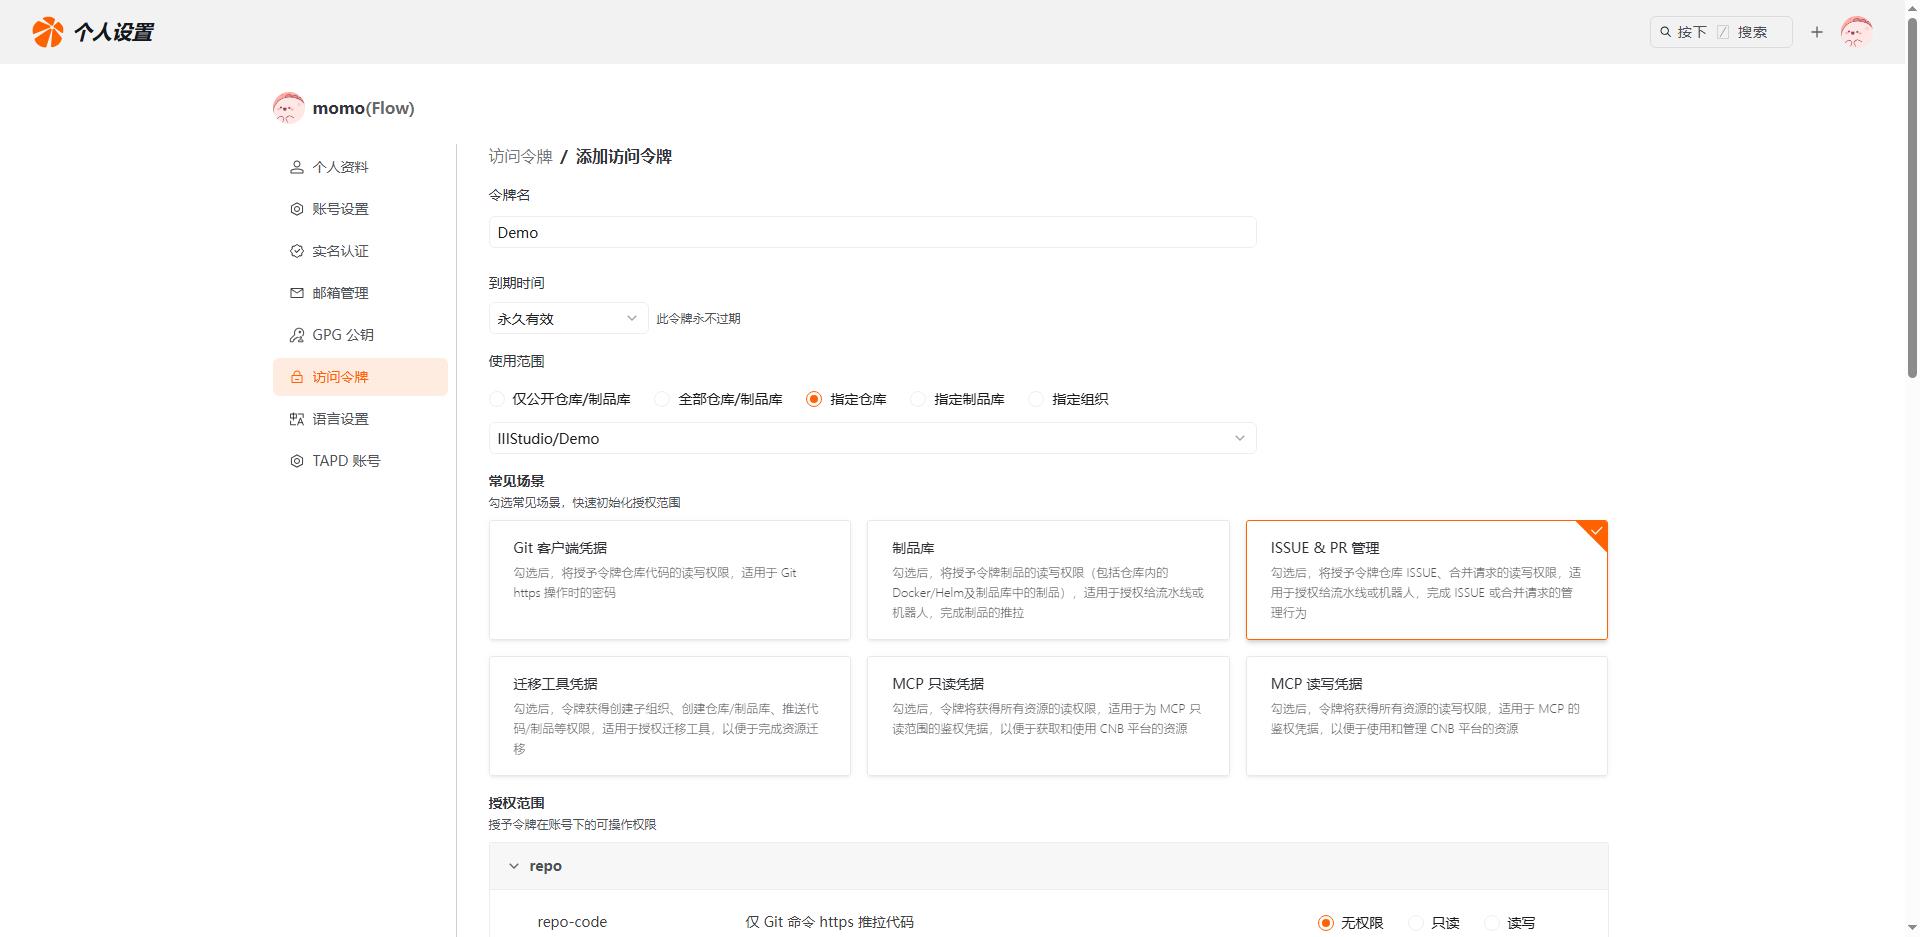 个人设置
按下 / 搜索
momo(Flow)
个人资料
账号设置
实名认证
邮箱管理
GPG 公钥
访问令牌
语言设置
TAPD 账号
访问令牌 / 添加访问令牌
令牌名
Demo
到期时间
永久有效 此令牌永不过期
使用范围
仅公开仓库/制品库 全部仓库/制品库 指定仓库 指定制品库 指定组织
IIIStudio/Demo
常见场景
勾选常见场景，快速初始化授权范围
Git 客户端凭据
勾选后，将授予令牌仓库代码的读写权限，适用于 Git
https 操作时的密码
制品库
勾选后，将授予令牌制品的读写权限（包括仓库内的
Docker/Helm及制品库中的制品），适用于授权给流水线或
机器人，完成制品的推拉
ISSUE & PR 管理
勾选后，将授予令牌仓库 ISSUE、合并请求的读写权限，适
用于授权给流水线或机器人，完成 ISSUE 或合并请求的管
理行为
迁移工具凭据
勾选后，令牌获得创建子组织、创建仓库/制品库、推送代
码/制品等权限，适用于授权迁移工具，以便于完成资源迁
移
MCP 只读凭据
勾选后，令牌将获得所有资源的读权限，适用于为 MCP 只
读范围的鉴权凭据，以便于获取和使用 CNB 平台的资源
MCP 读写凭据
勾选后，令牌将获得所有资源的读写权限，适用于 MCP 的
鉴权凭据，以便于使用和管理 CNB 平台的资源
授权范围
授予令牌在账号下的可操作权限
repo
repo-code 仅 Git 命令 https 推拉代码 无权限 只读 读写